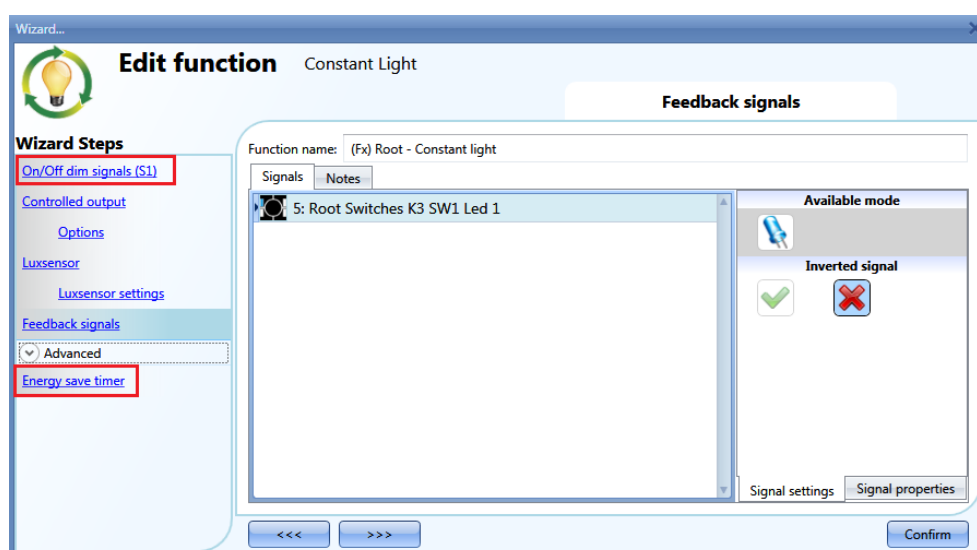 Wizard...
Edit function Constant Light
Feedback signals
Wizard Steps
On/Off dim signals (S1)
Controlled output
Options
Luxsensor
Luxsensor settings
Feedback signals
Advanced
Energy save timer
Function name: (Fx) Root - Constant light
Signals Notes
5: Root Switches K3 SW1 Led 1
Available mode
Inverted signal
Signal settings Signal properties
<<< >>> Confirm